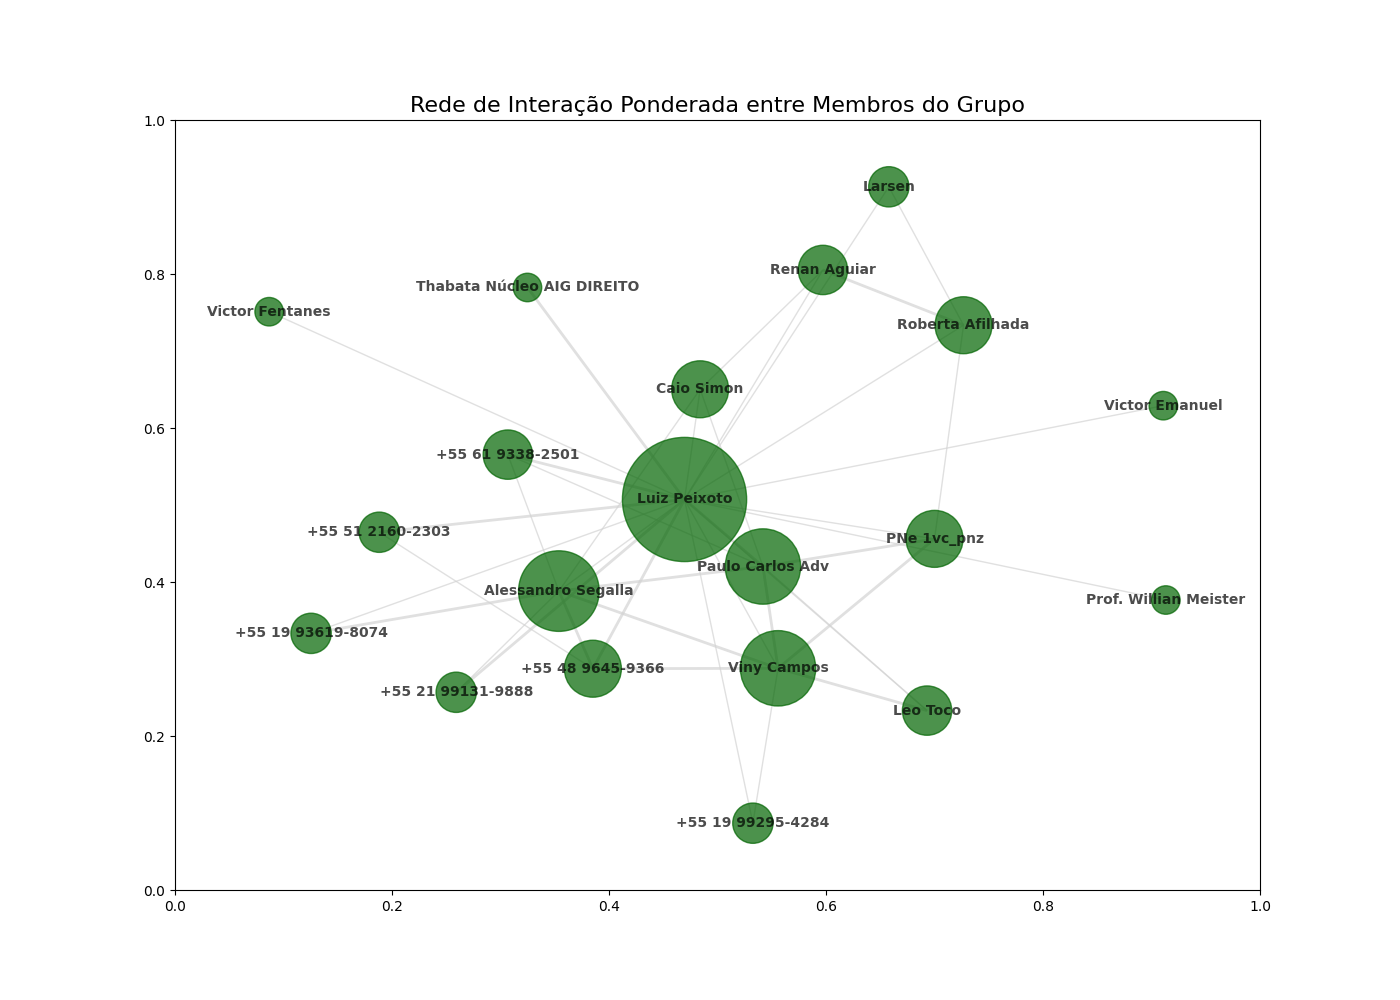 Rede de Interação Ponderada entre Membros do Grupo
1.0
Larsen
Renan Aguiar
0.8
Thabata Núcleo AIG DIREITO
Victor Fentanes
Roberta Afilhada
Caio Simon
Victor Emanuel
0.6
+55 61 9338-2501
Luiz Peixoto
+55 51 2160-2303
PNe 1vc_pnz
Paulo Carlos Adv
0.4
Alessandro Segalla
Prof. Willian Meister
+55 19 93619-8074
+55 48 9645-9366
Viny Campos
+55 21 99131-9888
Leo Toco
0.2
+55 19 99295-4284
0.0
0.0 0.2 0.4 0.6 0.8 1.0